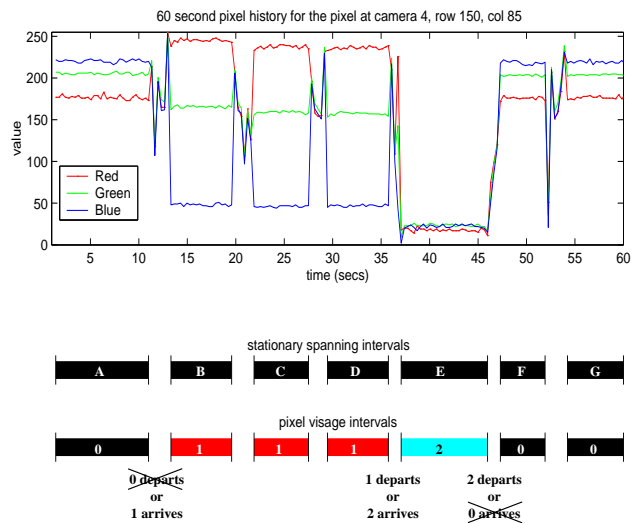 60 second pixel history for the pixel at camera 4, row 150, col 85
250
200
150
100
50
0
value
Red
Green
Blue
5 10 15 20 25 30 35 40 45 50 55 60
time (secs)
stationary spanning intervals
A B C D E F G
pixel visage intervals
0 1 1 1 2 0 0
0 departs 1 departs 2 departs
or or or
1 arrives 2 arrives 0 arrives